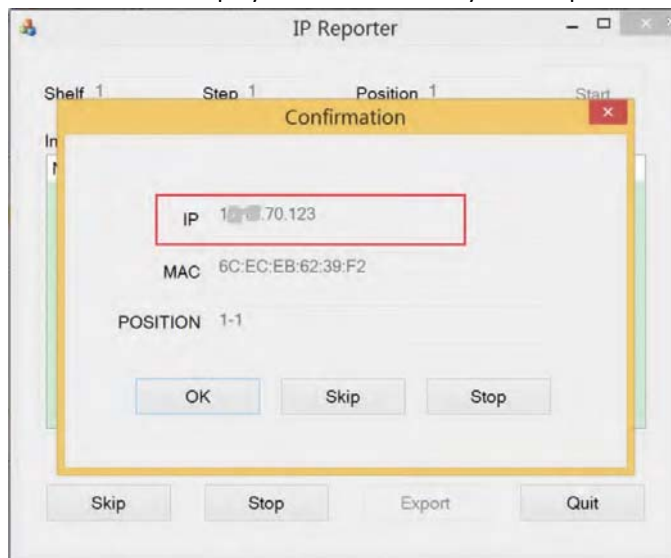 IP Reporter
Shelf 1 Step 1 Position 1 Start
Confirmation
In
IP .70.123
MAC 6C:EC:EB:62:39:F2
POSITION 1-1
OK Skip Stop
Skip Stop Export Quit